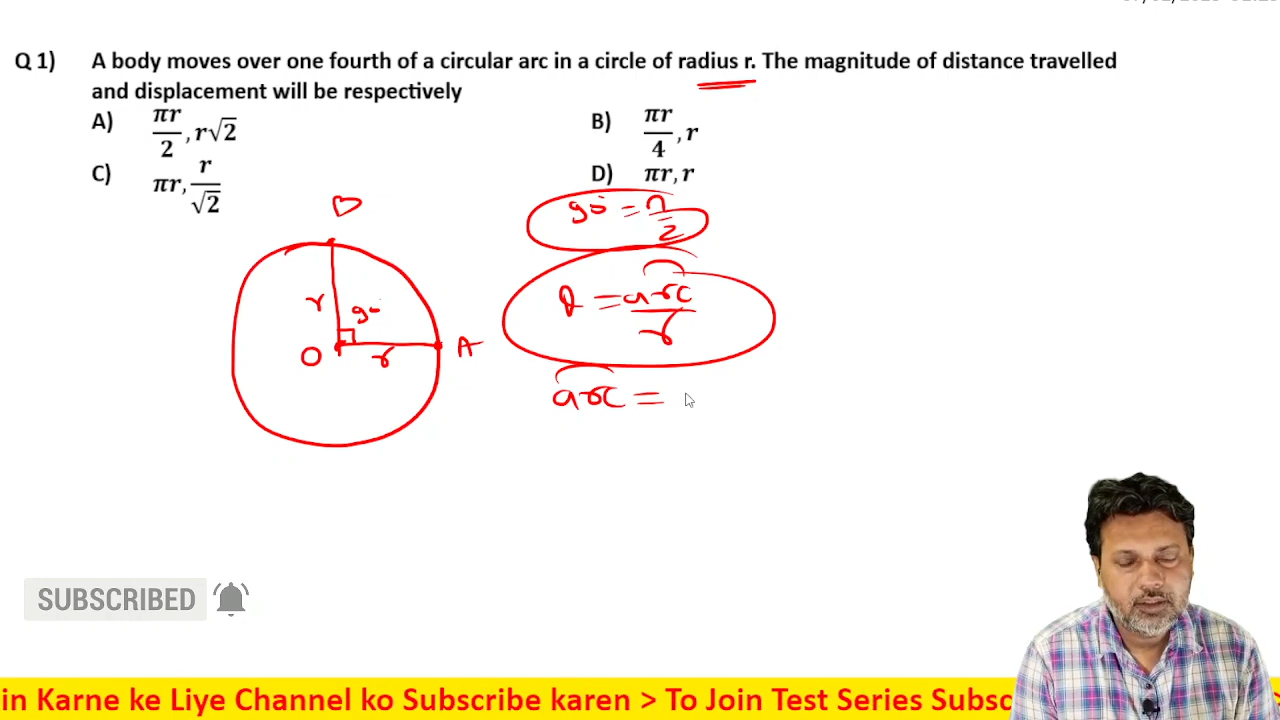 Q 1) A body moves over one fourth of a circular arc in a circle of radius r. The magnitude of distance travelled
and displacement will be respectively
A) πr/2 , r√2
B) πr/4 , r
C) πr, r/√2
D) πr, r
90° = π/2
= arc/r
arc =
r
90°
O
r
A
SUBSCRIBED
in Karne ke Liye Channel ko Subscribe karen > To Join Test Series Subsc